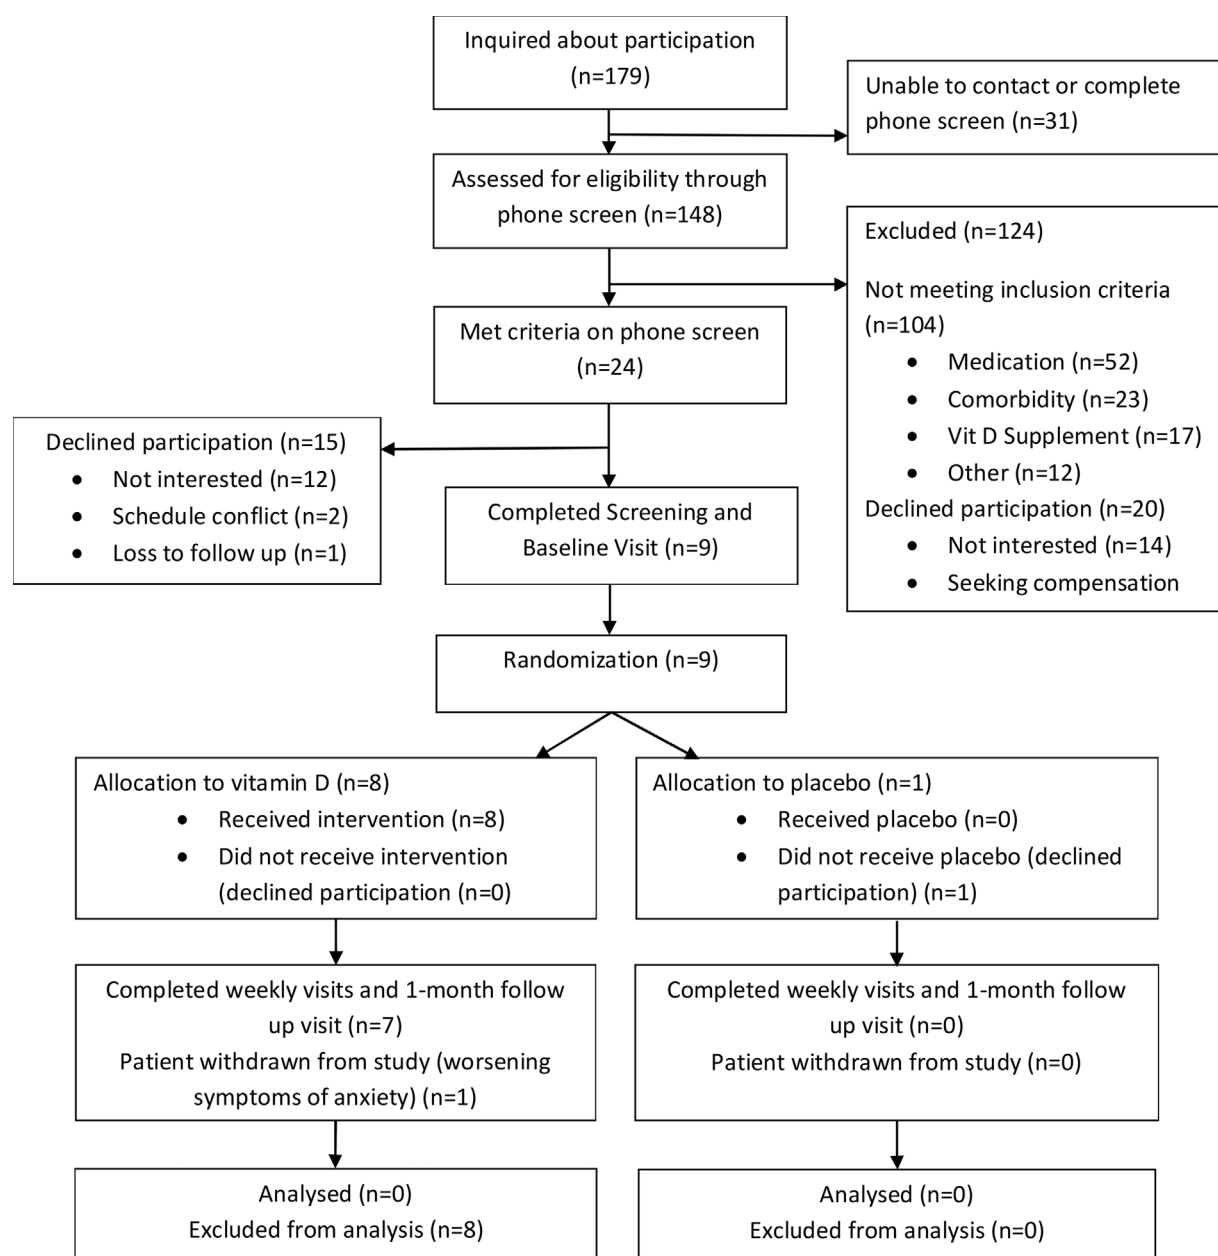 Inquired about participation
(n=179)
Unable to contact or complete
phone screen (n=31)
Assessed for eligibility through
phone screen (n=148)
Excluded (n=124)
Not meeting inclusion criteria
(n=104)
• Medication (n=52)
• Comorbidity (n=23)
• Vit D Supplement (n=17)
• Other (n=12)
Declined participation (n=20)
• Not interested (n=14)
• Seeking compensation
Met criteria on phone screen
(n=24)
Declined participation (n=15)
• Not interested (n=12)
• Schedule conflict (n=2)
• Loss to follow up (n=1)
Completed Screening and
Baseline Visit (n=9)
Randomization (n=9)
Allocation to vitamin D (n=8)
• Received intervention (n=8)
• Did not receive intervention
(declined participation (n=0)
Allocation to placebo (n=1)
• Received placebo (n=0)
• Did not receive placebo (declined
participation) (n=1)
Completed weekly visits and 1-month follow
up visit (n=7)
Patient withdrawn from study (worsening
symptoms of anxiety) (n=1)
Completed weekly visits and 1-month follow
up visit (n=0)
Patient withdrawn from study (n=0)
Analysed (n=0)
Excluded from analysis (n=8)
Analysed (n=0)
Excluded from analysis (n=0)